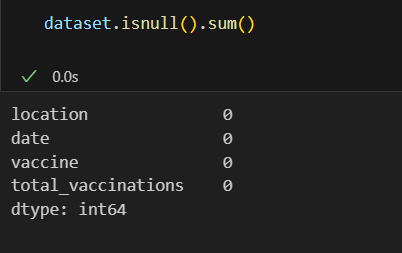 dataset.isnull().sum()
0.0s
location 0
date 0
vaccine 0
total_vaccinations 0
dtype: int64